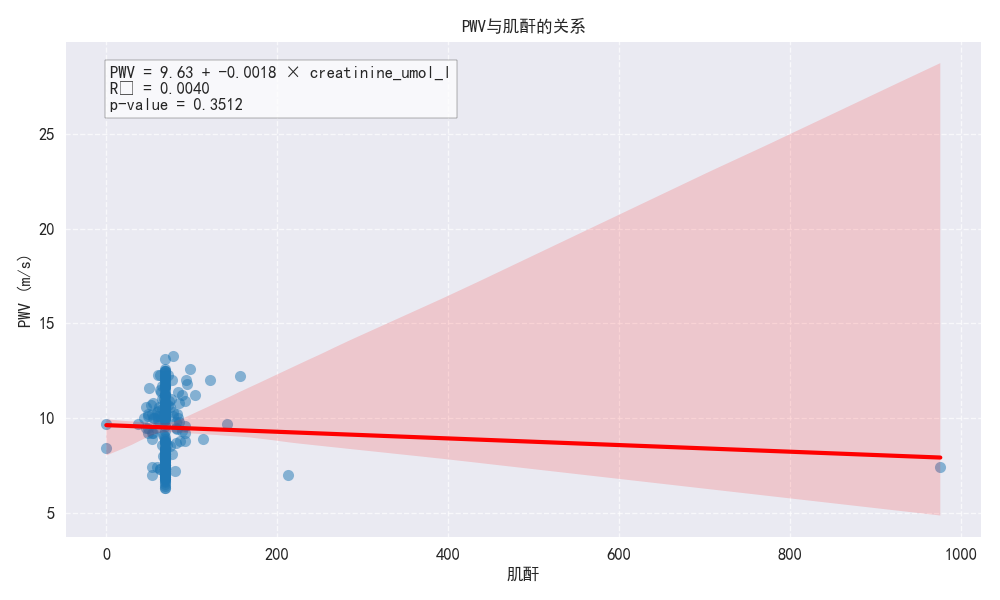 PWV与肌酐的关系
PWV = 9.63 + -0.0018 × creatinine_umol_l
R□ = 0.0040
p-value = 0.3512
PWV (m/s)
25
20
15
10
5
0
200
400
600
800
1000
肌酐